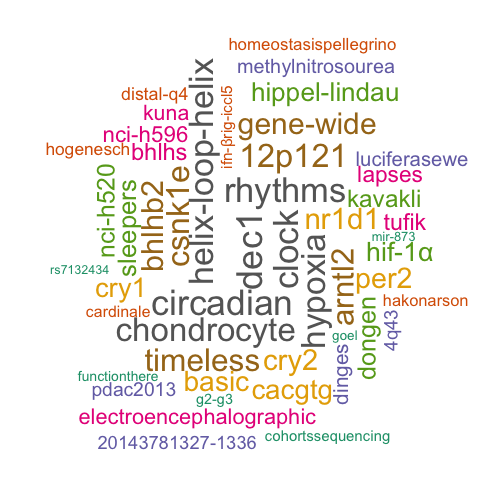 homeostasispellegrino
methylnitrosourea
distal-q4
hippel-lindau
kuna
ifn-βrig-iccl5
helix-loop-helix
nci-h596
gene-wide
hogenesch
bhlhs
12p121
luciferasewe
lapses
nci-h520
sleepers
bhlhb2
csnk1e
rhythms
kavakli
nr1d1
tufik
mir-873
dec1
clock
hypoxia
arntl2
hif-1α
rs7132434
per2
cry1
circadian
hakonarson
cardinale
chondrocyte
goel
4q43
dongen
timeless
cry2
dinges
functionthere
basic
cacgtg
pdac2013
g2-g3
electroencephalographic
20143781327-1336
cohortssequencing